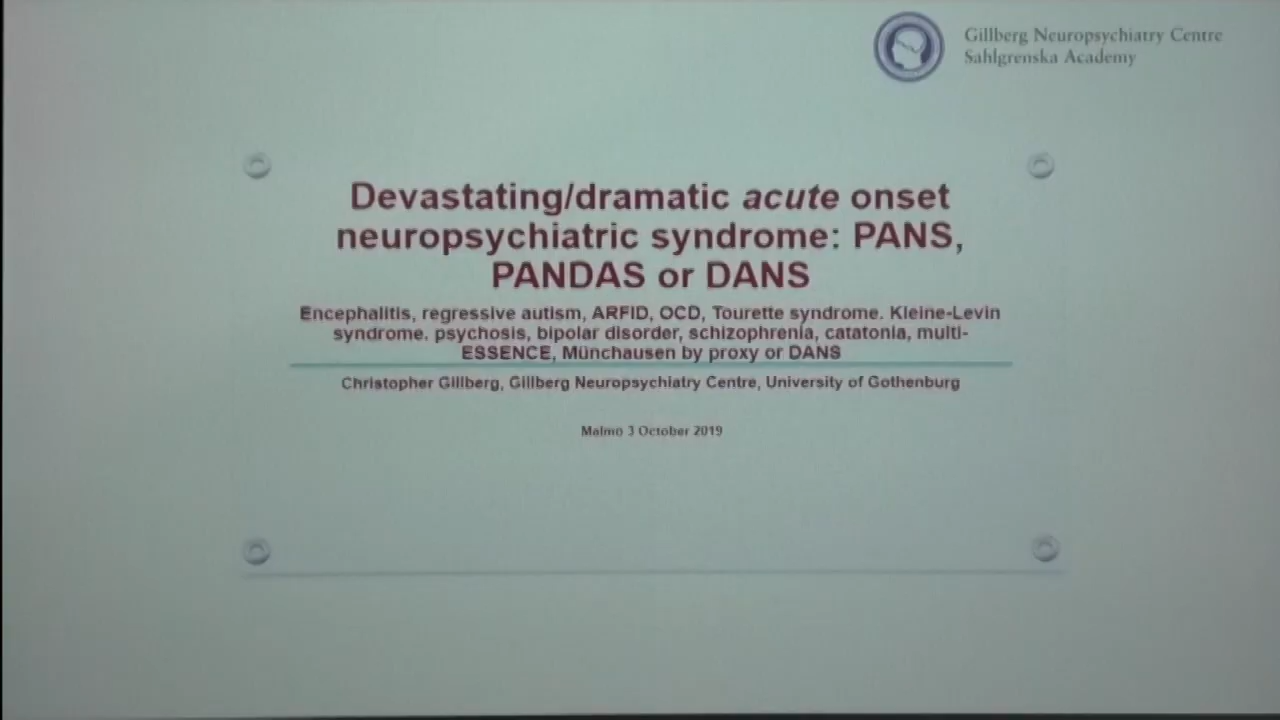 Gillberg Neuropsychiatry Centre
Sahlgrenska Academy
Devastating/dramatic acute onset
neuropsychiatric syndrome: PANS,
PANDAS or DANS
Encephalitis, regressive autism, ARFID, OCD, Tourette syndrome. Kleine-Levin
syndrome. psychosis, bipolar disorder, schizophrenia, catatonia, multi-
ESSENCE, Münchausen by proxy or DANS
Christopher Gillberg, Gillberg Neuropsychiatry Centre, University of Gothenburg
Malmö 3 October 2019